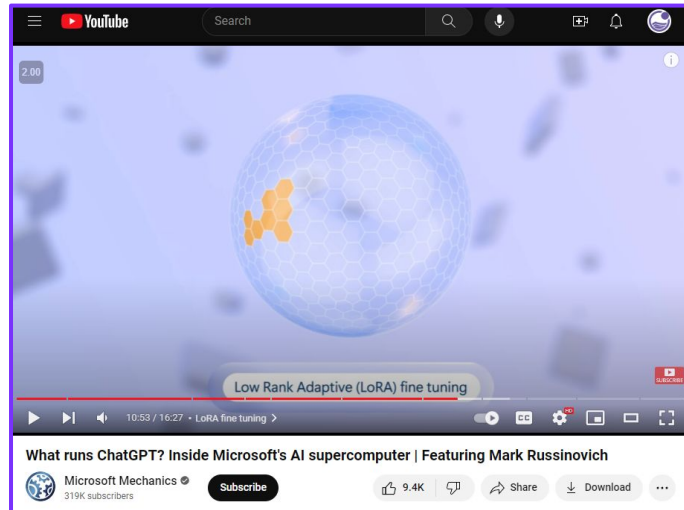 YouTube
Search
2.00
Low Rank Adaptive (LoRA) fine tuning
SUBSCRIBE
10:53 / 16:27 • LoRA fine tuning >
CC
HD
What runs ChatGPT? Inside Microsoft's AI supercomputer | Featuring Mark Russinovich
Microsoft Mechanics
319K subscribers
Subscribe
9.4K
Share
Download